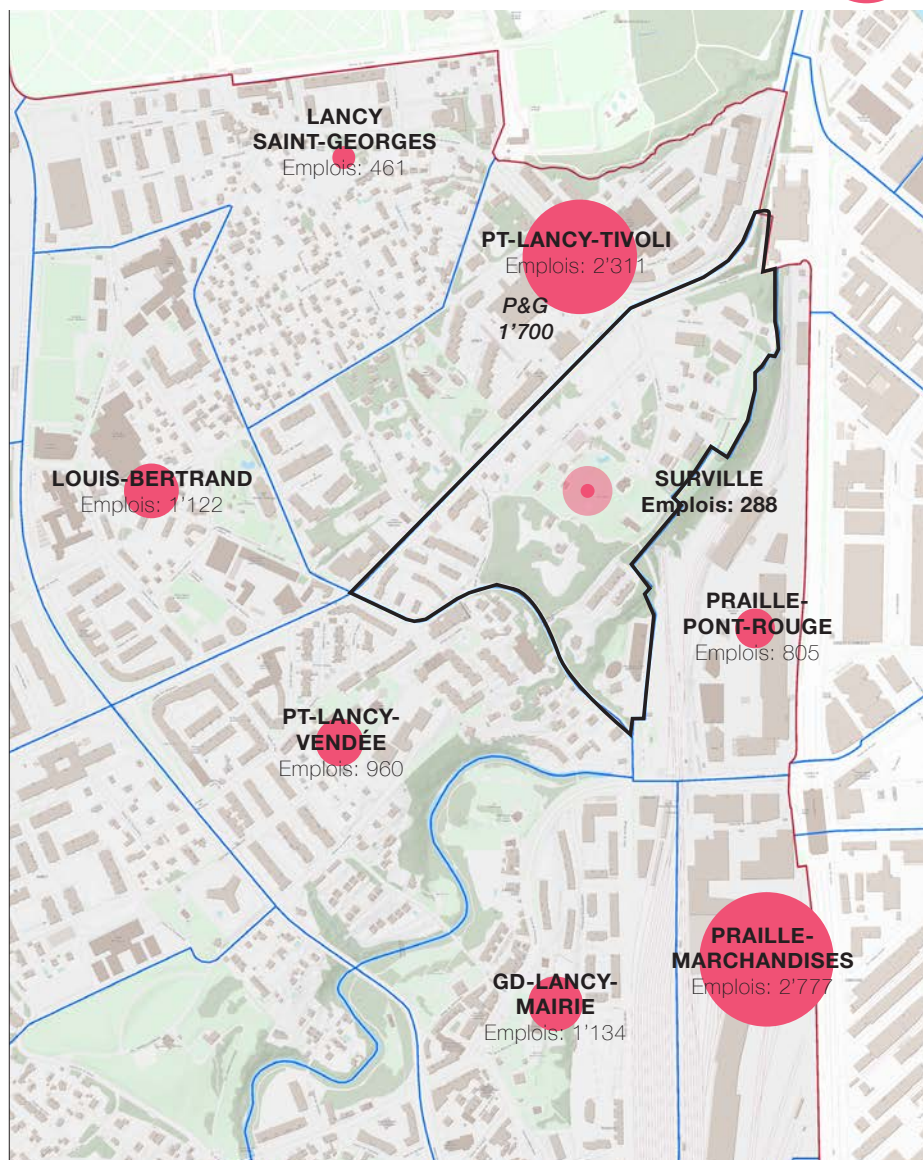 LANCY
SAINT-GEORGES
Emplois: 461
PT-LANCY-TIVOLI
Emplois: 2'311
P&G
1'700
LOUIS-BERTRAND
Emplois: 1'122
SURVILLE
Emplois: 288
PRAILLE-
PONT-ROUGE
Emplois: 805
PT-LANCY-
VENDÉE
Emplois: 960
PRAILLE-
MARCHANDISES
Emplois: 2'777
GD-LANCY-
MAIRIE
Emplois: 1'134